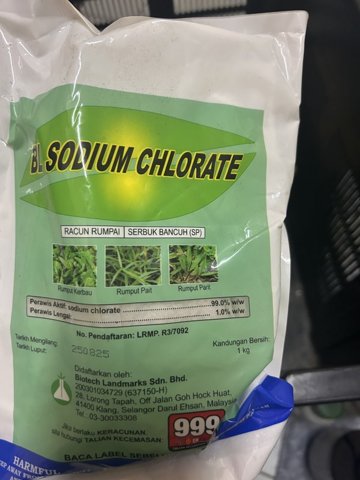 BL SODIUM CHLORATE
RACUN RUMPAI | SERBUK BANCUH (SP)
Rumput Kerbau Rumput Pait Rumput Parit
Perawis Aktif: sodium chlorate 99.0% w/w
Perawis Lengai 1.0% w/w
No. Pendaftaran: LRMP. R3/7092
Tarikh Mengilang:
Tarikh Luput: 250825
Kandungan Bersih:
1 kg
Didaftarkan oleh:
Biotech Landmarks Sdn. Bhd.
200301034729 (637150-H)
28, Lorong Tapah, Off Jalan Goh Hock Huat,
41400 Klang, Selangor Darul Ehsan, Malaysia
Tel.: 03-30033308
Jika berlaku KERACUNAN,
sila hubungi TALIAN KECEMASAN
999
BACA LABEL
HARMFUL